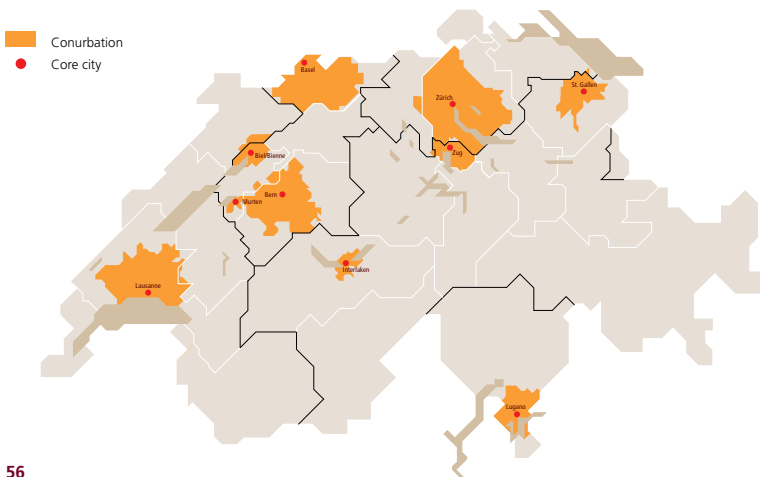 Conurbation
Core city
Basel
Zürich
St. Gallen
Biel/Bienne
Zug
Bern
Murten
Interlaken
Lausanne
Lugano
56